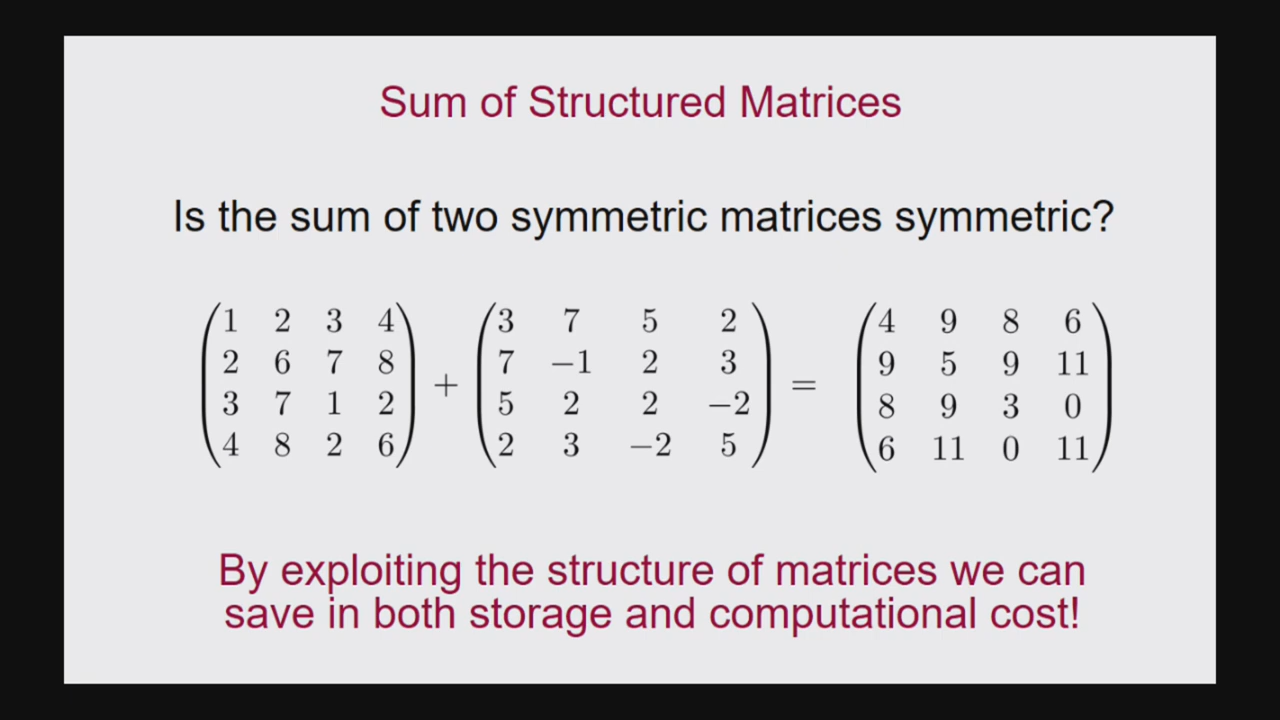 Sum of Structured Matrices
Is the sum of two symmetric matrices symmetric?
1 2 3 4 3 7 5 2 4 9 8 6
2 6 7 8 7 −1 2 3 9 5 9 11
+ =
3 7 1 2 5 2 2 −2 8 9 3 0
4 8 2 6 2 3 −2 5 6 11 0 11
By exploiting the structure of matrices we can
save in both storage and computational cost!